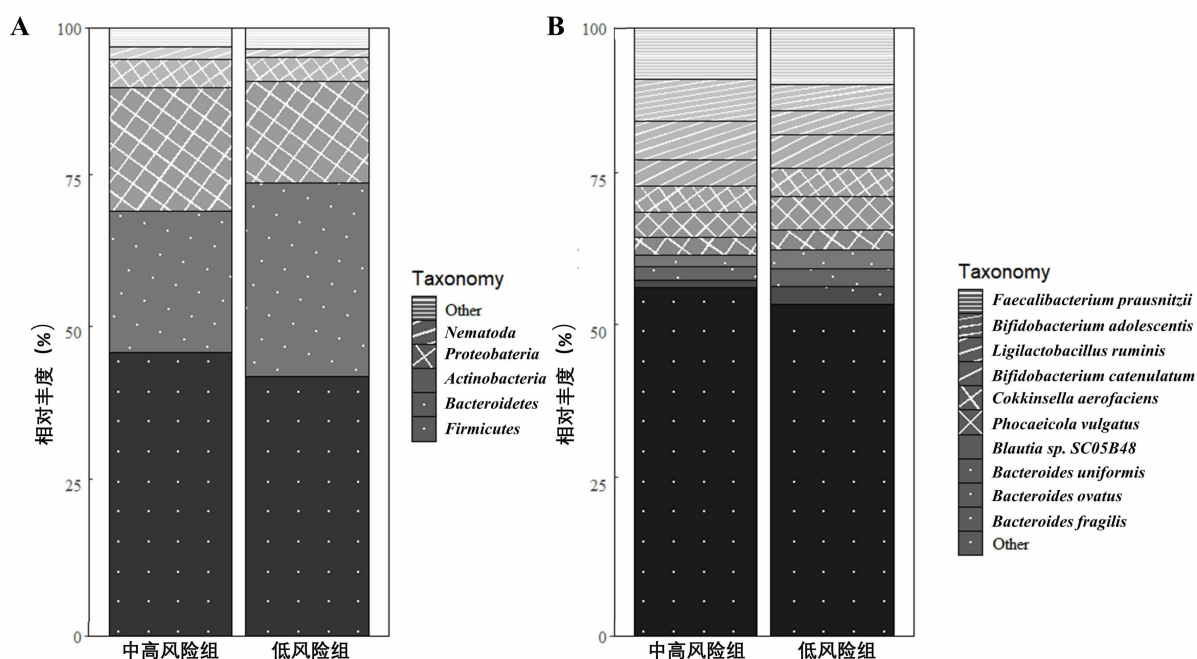 A
100
75
50
25
0
相对丰度 (%)
中高风险组
低风险组
Taxonomy
Other
Nematoda
Proteobateria
Actinobacteria
Bacteroidetes
Firmicutes
B
100
75
50
25
0
相对丰度 (%)
中高风险组
低风险组
Taxonomy
Faecalibacterium prausnitzii
Bifidobacterium adolescentis
Ligilactobacillus ruminis
Bifidobacterium catenulatum
Cokkinsella aerofaciens
Phocaeicola vulgatus
Blautia sp. SC05B48
Bacteroides uniformis
Bacteroides ovatus
Bacteroides fragilis
Other